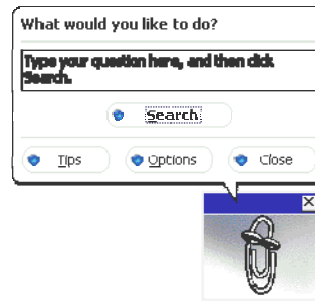 What would you like to do?
Type your question here, and then click
Search.
Search
Tips
Options
Close